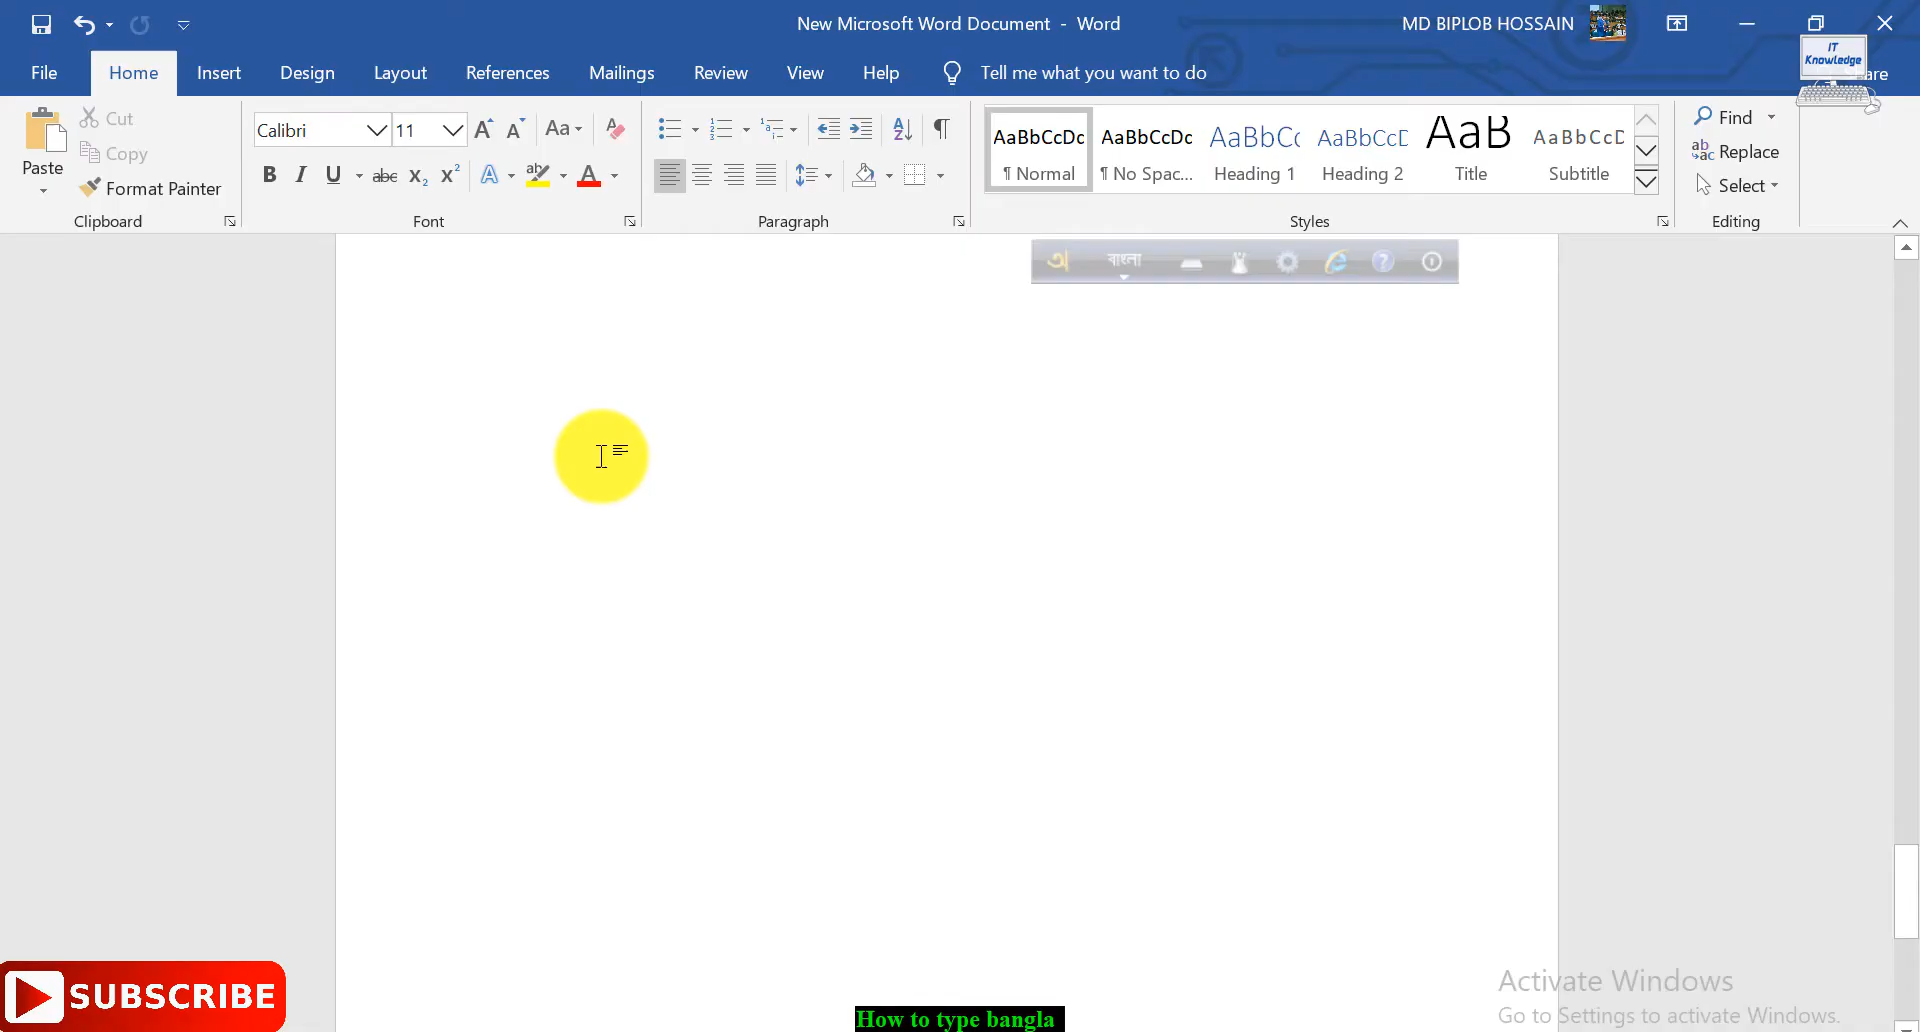 New Microsoft Word Document - Word
MD BIPLOB HOSSAIN
IT
Knowledge
File Home Insert Design Layout References Mailings Review View Help Tell me what you want to do
Paste
Cut
Copy
Format Painter
Clipboard
Calibri 11
Aa
B I U abc X₂ X² A ab A
Font
Paragraph
AaBbCcDc AaBbCcDc AaBbCc AaBbCcD AaB AaBbCcD
¶ Normal ¶ No Spac... Heading 1 Heading 2 Title Subtitle
Styles
Find
Replace
Select
Editing
অ বাংলা
SUBSCRIBE
How to type bangla
Activate Windows
Go to Settings to activate Windows.